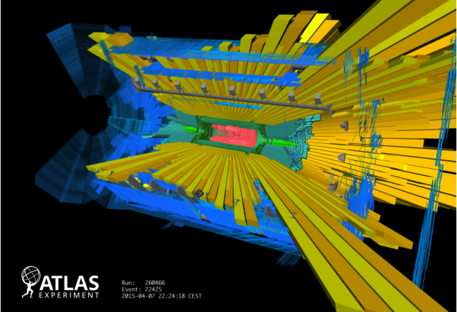 ATLAS
EXPERIMENT
Run: 260466
Event: 22425
2015-04-07 22:24:18 CEST